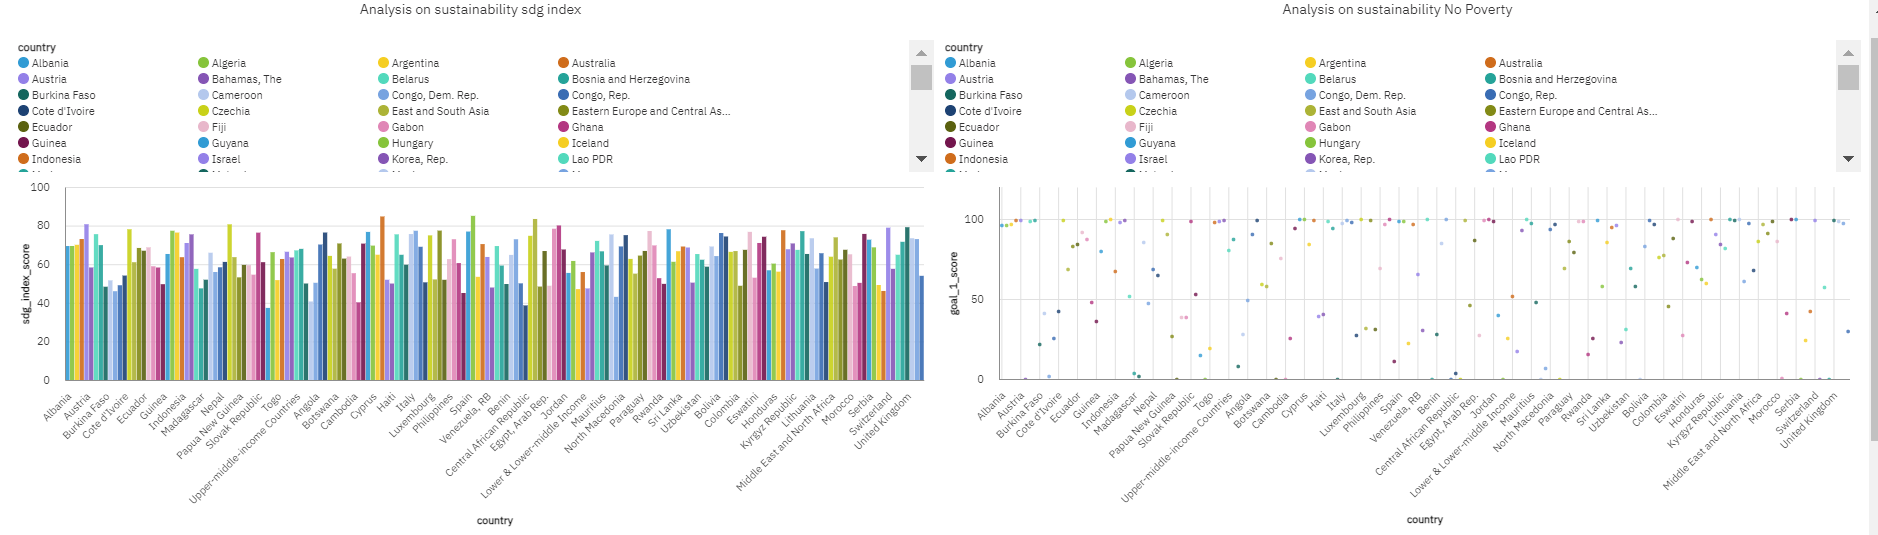 Analysis on sustainability sdg index
country
Albania Algeria Argentina Australia
Austria Bahamas, The Belarus Bosnia and Herzegovina
Burkina Faso Cameroon Congo, Dem. Rep. Congo, Rep.
Cote d'Ivoire Czechia East and South Asia Eastern Europe and Central As...
Ecuador Fiji Gabon Ghana
Guinea Guyana Hungary Iceland
Indonesia Israel Korea, Rep. Lao PDR
sdg_index_score
100
80
60
40
20
0
Albania
Austria
Burkina Faso
Cote d'Ivoire
Ecuador
Guinea
Indonesia
Madagascar
Nepal
Papua New Guinea
Slovak Republic
Togo
Upper-middle-income Countries
Angola
Botswana
Cambodia
Cyprus
Haiti
Italy
Luxembourg
Philippines
Spain
Venezuela, RB
Benin
Central African Republic
Egypt, Arab Rep.
Jordan
Lower & Lower-middle Income
Mauritius
North Macedonia
Paraguay
Rwanda
Sri Lanka
Uzbekistan
Bolivia
Colombia
Eswatini
Honduras
Kyrgyz Republic
Lithuania
Middle East and North Africa
Morocco
Serbia
Switzerland
United Kingdom
country
Analysis on sustainability No Poverty
country
Albania Algeria Argentina Australia
Austria Bahamas, The Belarus Bosnia and Herzegovina
Burkina Faso Cameroon Congo, Dem. Rep. Congo, Rep.
Cote d'Ivoire Czechia East and South Asia Eastern Europe and Central As...
Ecuador Fiji Gabon Ghana
Guinea Guyana Hungary Iceland
Indonesia Israel Korea, Rep. Lao PDR
goal_1_score
100
50
0
Albania
Austria
Burkina Faso
Cote d'Ivoire
Ecuador
Guinea
Indonesia
Madagascar
Nepal
Papua New Guinea
Slovak Republic
Togo
Upper-middle-income Countries
Angola
Botswana
Cambodia
Cyprus
Haiti
Italy
Luxembourg
Philippines
Spain
Venezuela, RB
Benin
Central African Republic
Egypt, Arab Rep.
Jordan
Lower & Lower-middle Income
Mauritius
North Macedonia
Paraguay
Rwanda
Sri Lanka
Uzbekistan
Bolivia
Colombia
Eswatini
Honduras
Kyrgyz Republic
Lithuania
Middle East and North Africa
Morocco
Serbia
Switzerland
United Kingdom
country